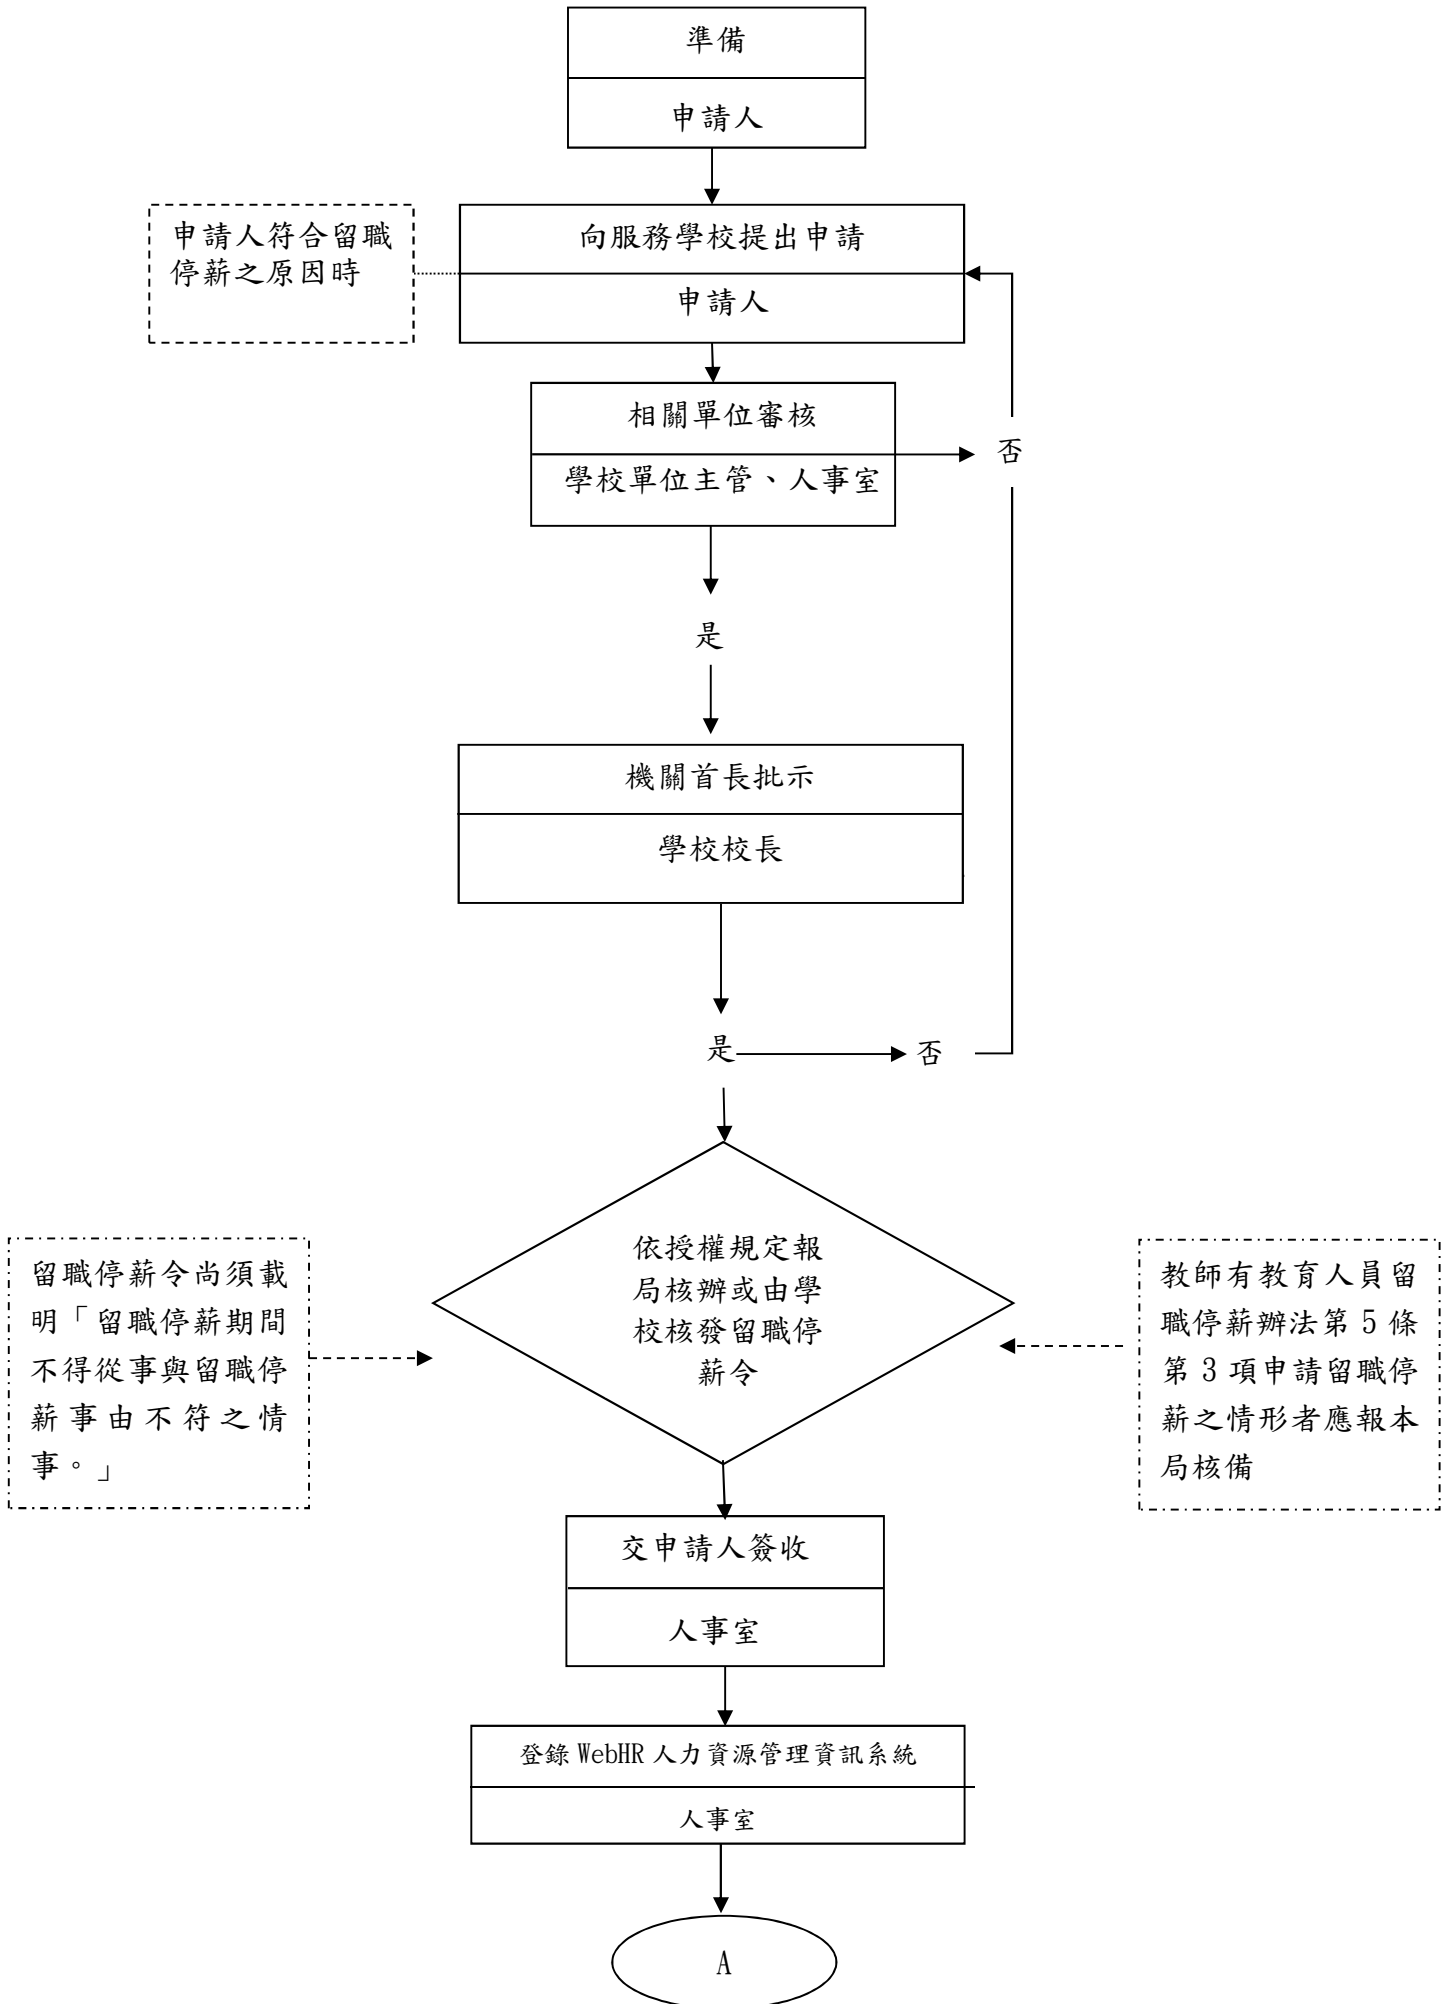 準備
申請人
申請人符合留職
停薪之原因時
向服務學校提出申請
申請人
相關單位審核
學校單位主管、人事室
否
是
機關首長批示
學校校長
是
否
依授權規定報
局核辦或由學
校核發留職停
薪令
留職停薪令尚須載
明「留職停薪期間
不得從事與留職停
薪事由不符之情
事。」
教師有教育人員留
職停薪辦法第 5 條
第 3 項申請留職停
薪之情形者應報本
局核備
交申請人簽收
人事室
登錄 WebHR 人力資源管理資訊系統
人事室
A